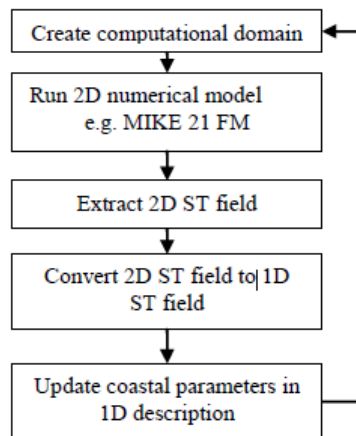 Create computational domain
Run 2D numerical model
e.g. MIKE 21 FM
Extract 2D ST field
Convert 2D ST field to 1D
ST field
Update coastal parameters in
1D description